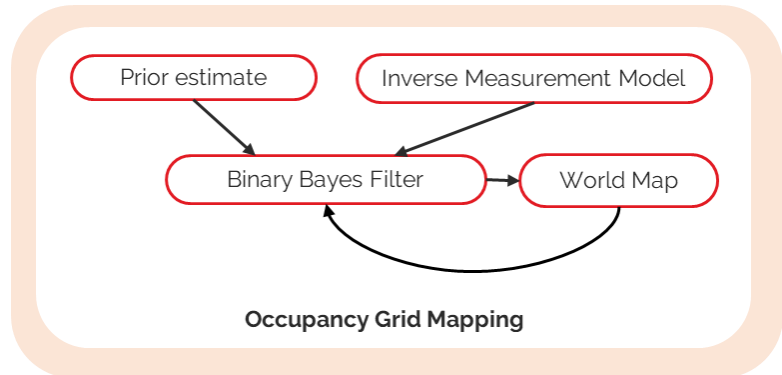 Prior estimate
Inverse Measurement Model
Binary Bayes Filter
World Map
Occupancy Grid Mapping